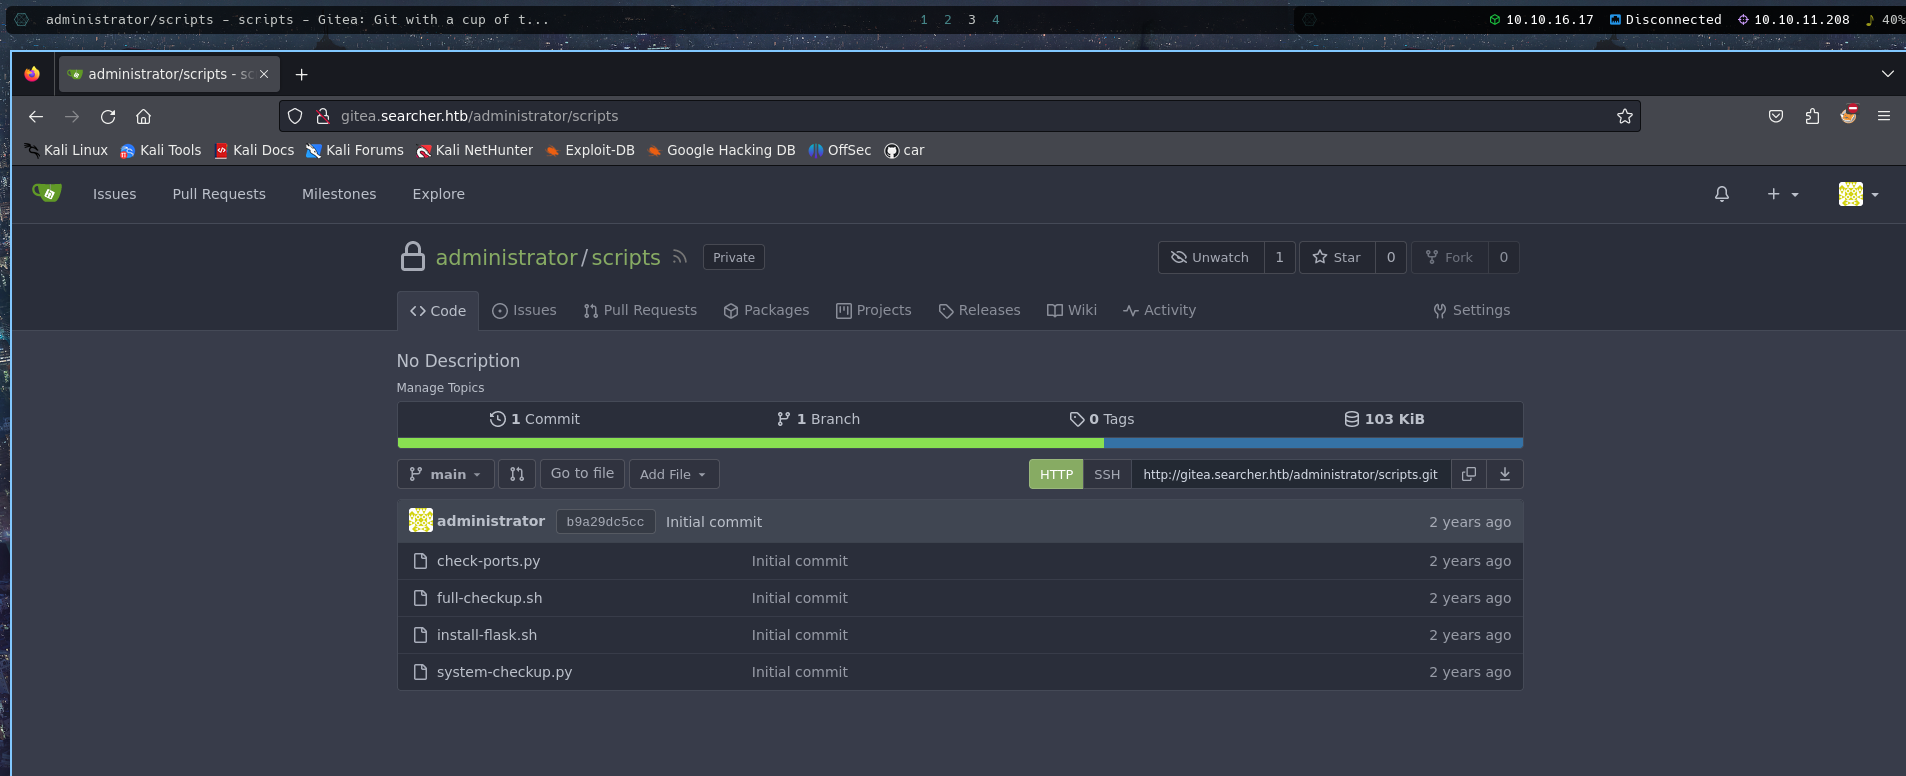 administrator/scripts – scripts – Gitea: Git with a cup of t... 1 2 3 4 10.10.16.17 Disconnected 10.10.11.208 40%
administrator/scripts - sc
gitea.searcher.htb/administrator/scripts
Kali Linux Kali Tools Kali Docs Kali Forums Kali NetHunter Exploit-DB Google Hacking DB OffSec car
Issues Pull Requests Milestones Explore
administrator/scripts Private Unwatch 1 Star 0 Fork 0
Code Issues Pull Requests Packages Projects Releases Wiki Activity Settings
No Description
Manage Topics
1 Commit 1 Branch 0 Tags 103 KiB
main Go to file Add File HTTP SSH http://gitea.searcher.htb/administrator/scripts.git
administrator b9a29dc5cc Initial commit 2 years ago
check-ports.py Initial commit 2 years ago
full-checkup.sh Initial commit 2 years ago
install-flask.sh Initial commit 2 years ago
system-checkup.py Initial commit 2 years ago